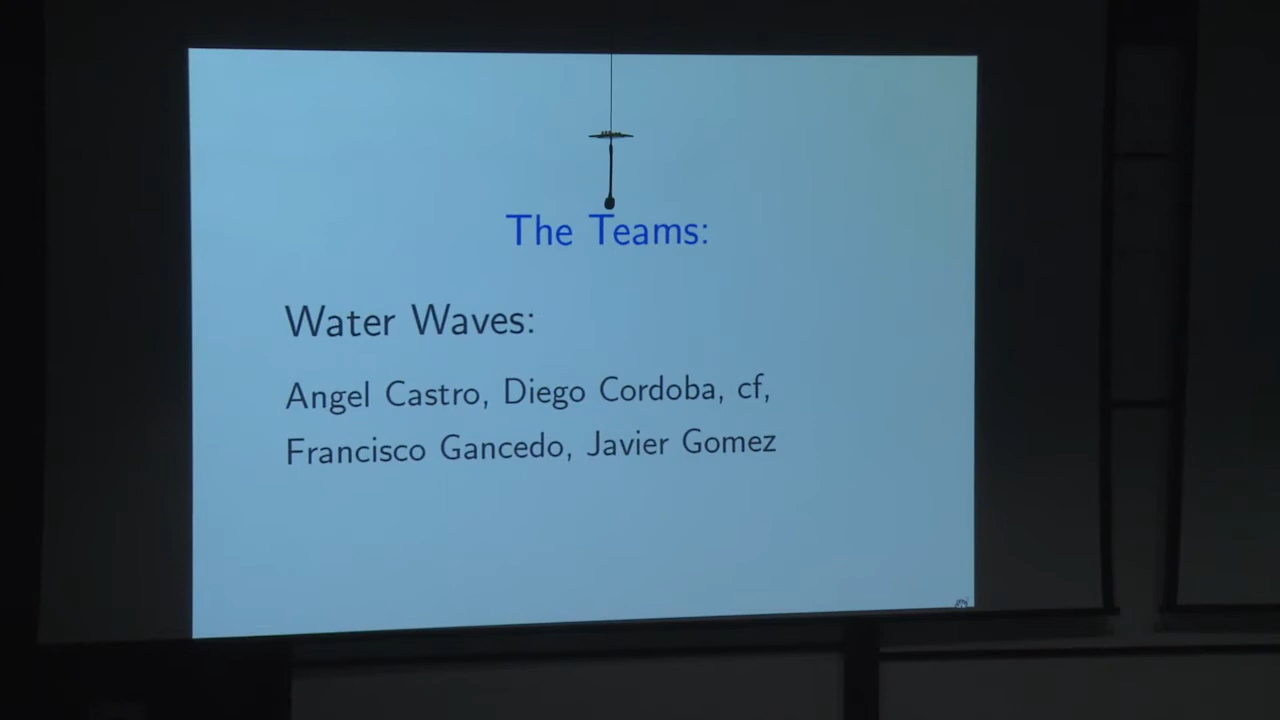 The Teams:
Water Waves:
Angel Castro, Diego Cordoba, cf,
Francisco Gancedo, Javier Gomez